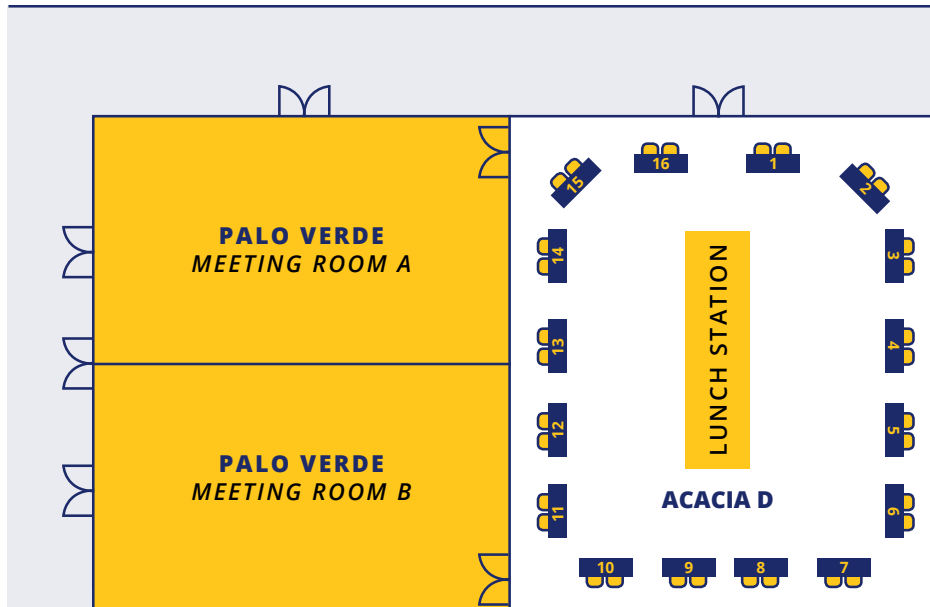 PALO VERDE
MEETING ROOM A
PALO VERDE
MEETING ROOM B
16
1
15
2
14
3
13
4
12
5
11
6
10
9
8
7
LUNCH STATION
ACACIA D